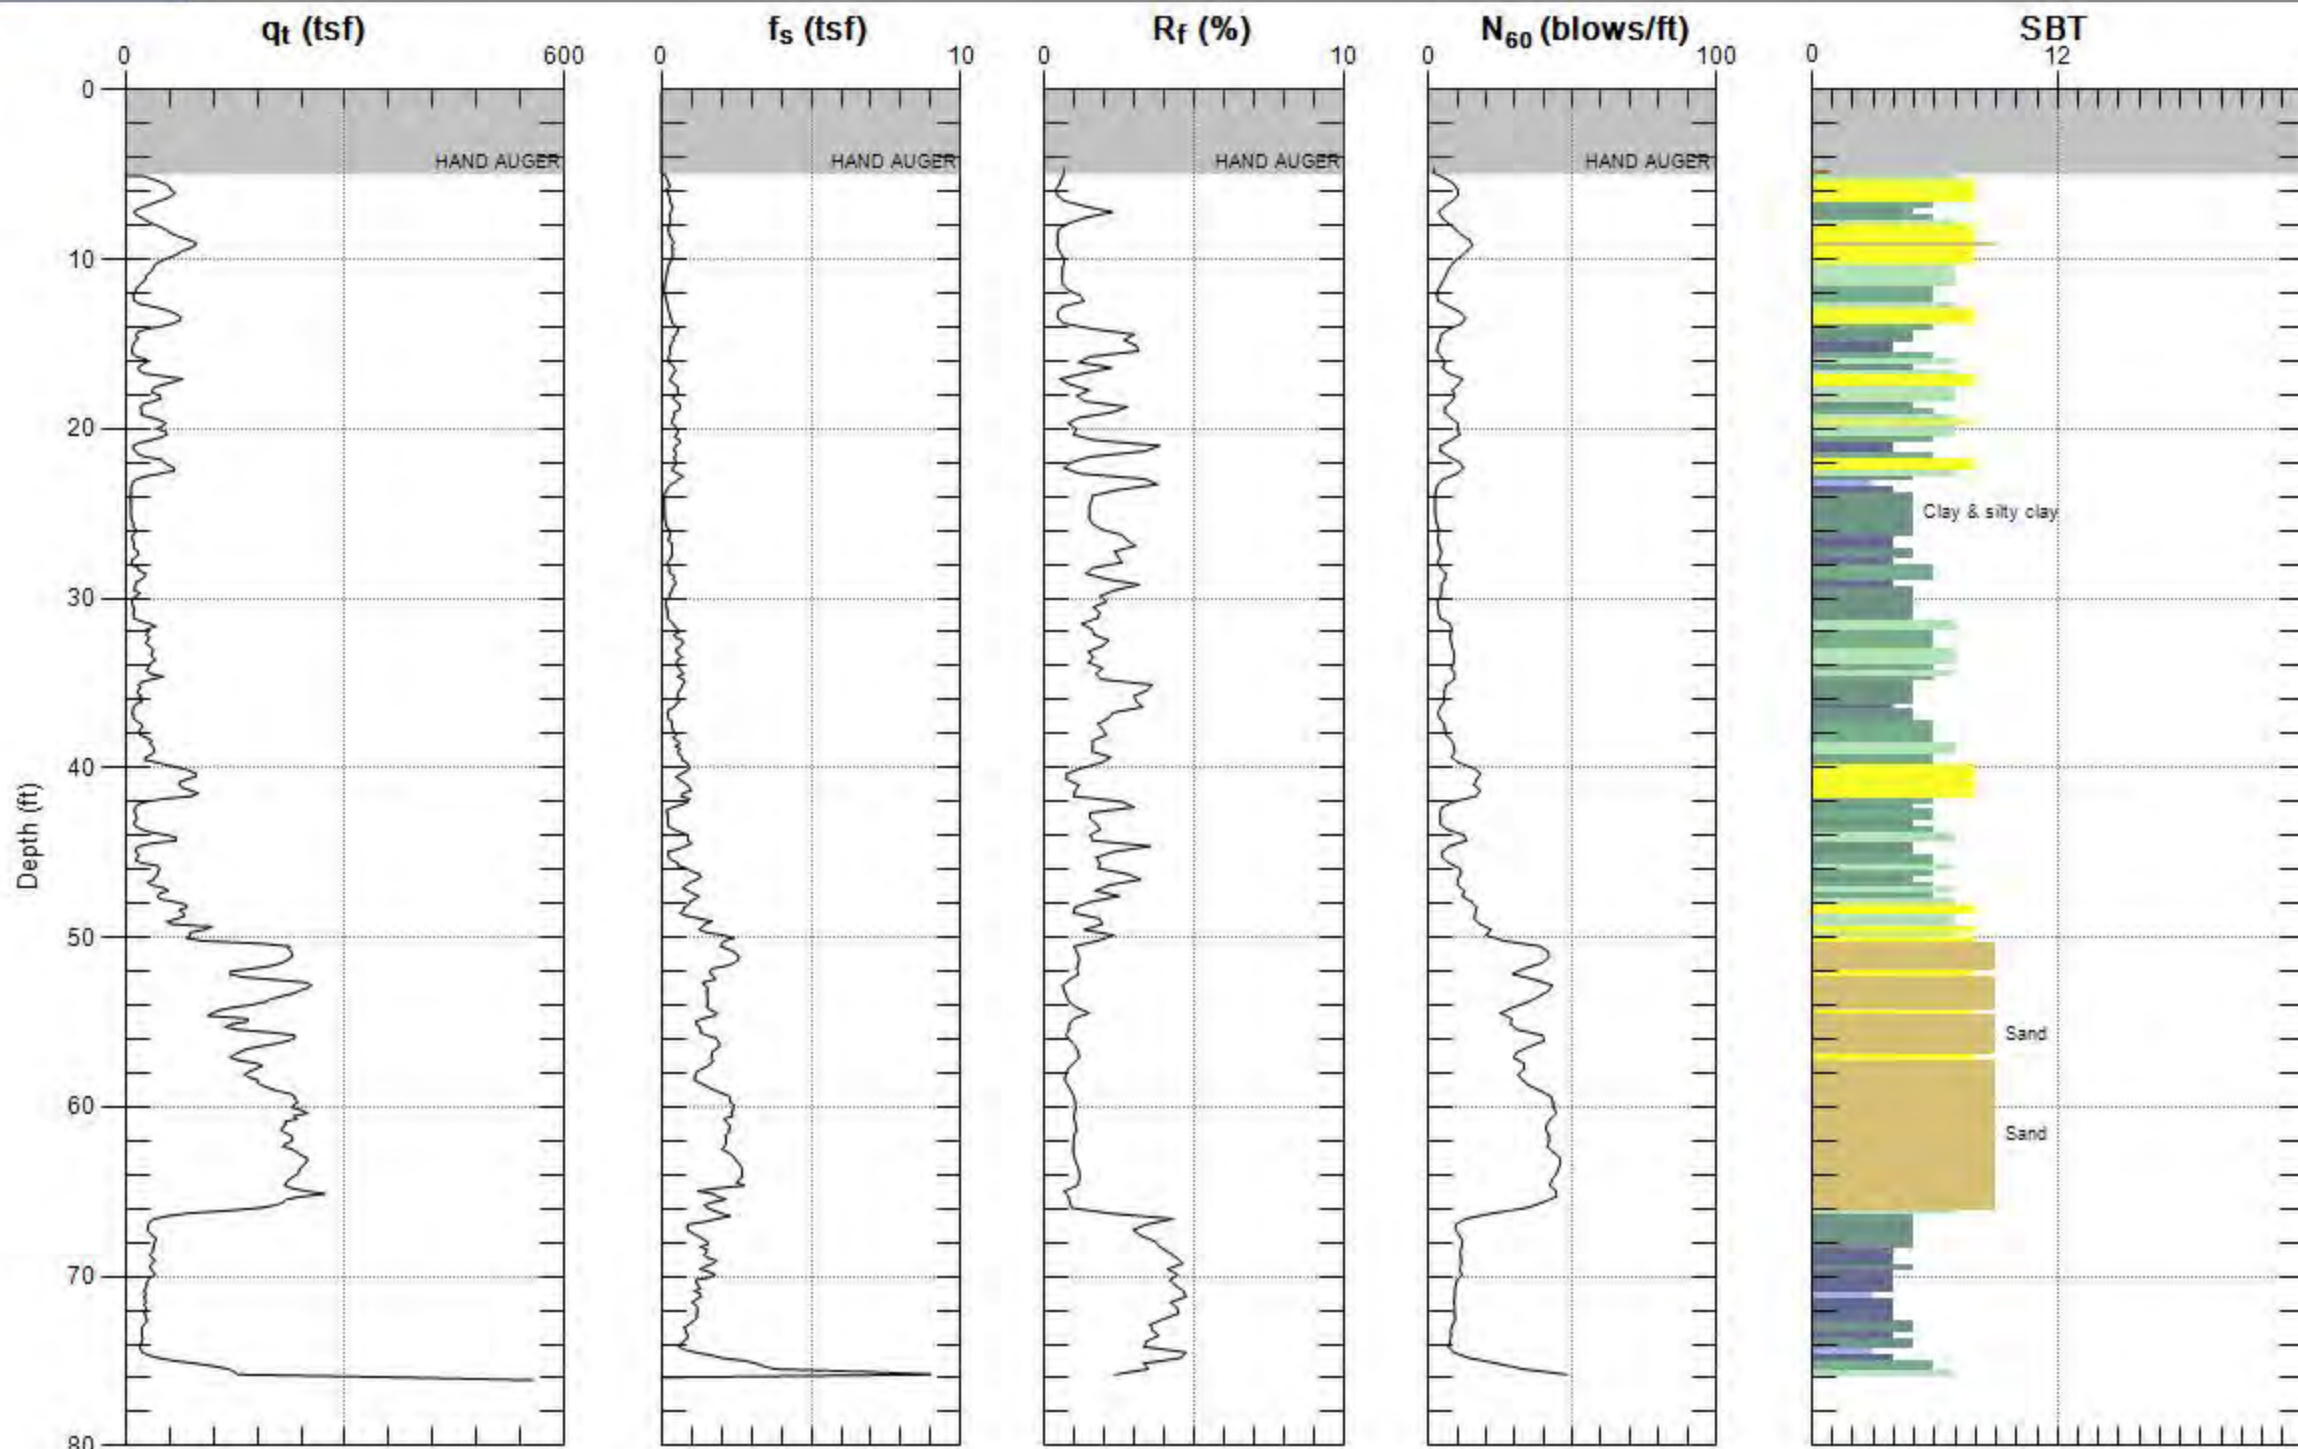 qt (tsf) fs (tsf) Rf (%) N60 (blows/ft) SBT
0 600 0 10 0 10 0 100 0 12
0
HAND AUGER HAND AUGER HAND AUGER HAND AUGER
10
20
Clay & silty clay
30
40
Depth (ft)
50
Sand
60
Sand
70
80